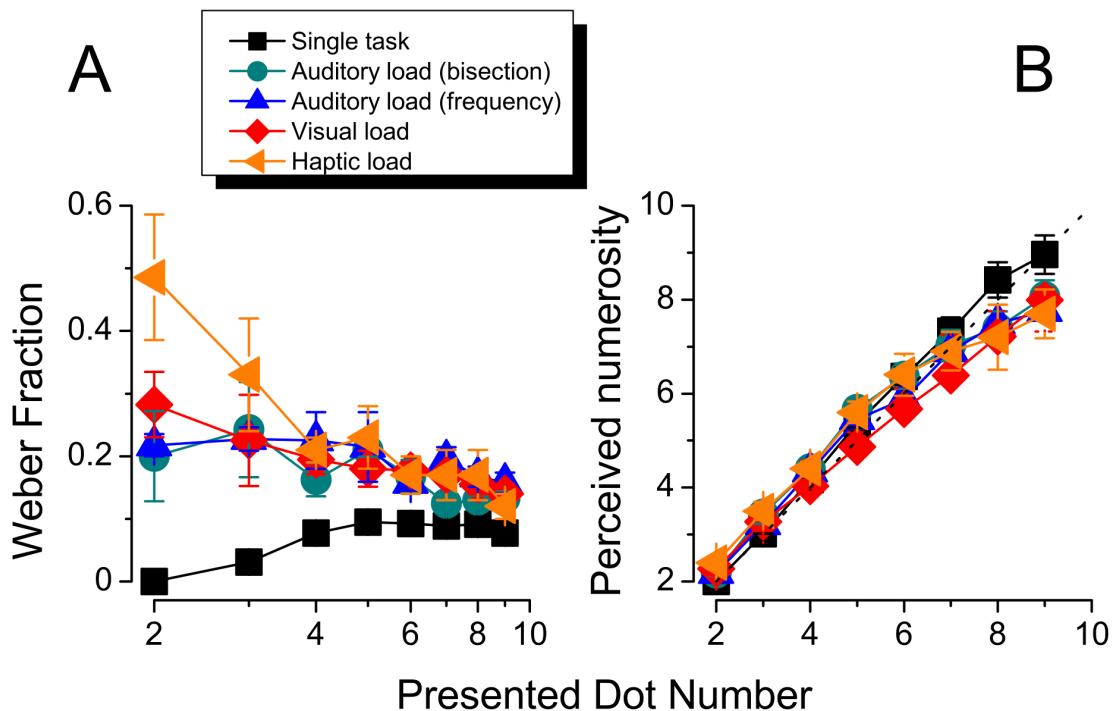 A
Single task
Auditory load (bisection)
Auditory load (frequency)
Visual load
Haptic load
B
Weber Fraction
0.6
0.4
0.2
0
2
4
6
8
10
Perceived numerosity
10
8
6
4
2
2
4
6
8
10
Presented Dot Number